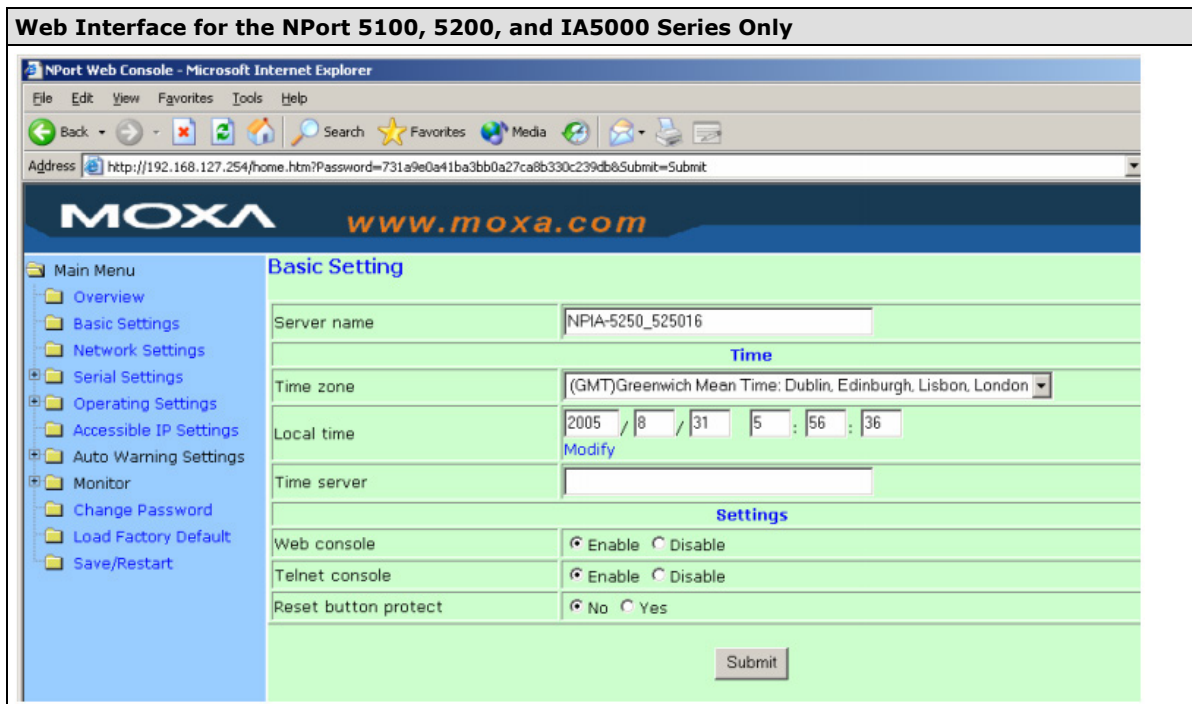 Web Interface for the NPort 5100, 5200, and IA5000 Series Only
NPort Web Console - Microsoft Internet Explorer
File Edit View Favorites Tools Help
Back Search Favorites Media
Address http://192.168.127.254/home.htm?Password=731a9e0a41ba3bb0a27ca8b330c239db&Submit=Submit
MOXA www.moxa.com
Main Menu
Overview
Basic Settings
Network Settings
Serial Settings
Operating Settings
Accessible IP Settings
Auto Warning Settings
Monitor
Change Password
Load Factory Default
Save/Restart
Basic Setting
Server name NPIA-5250_525016
Time
Time zone (GMT)Greenwich Mean Time: Dublin, Edinburgh, Lisbon, London
Local time 2005 / 8 / 31 5 : 56 : 36
Modify
Time server
Settings
Web console Enable Disable
Telnet console Enable Disable
Reset button protect No Yes
Submit